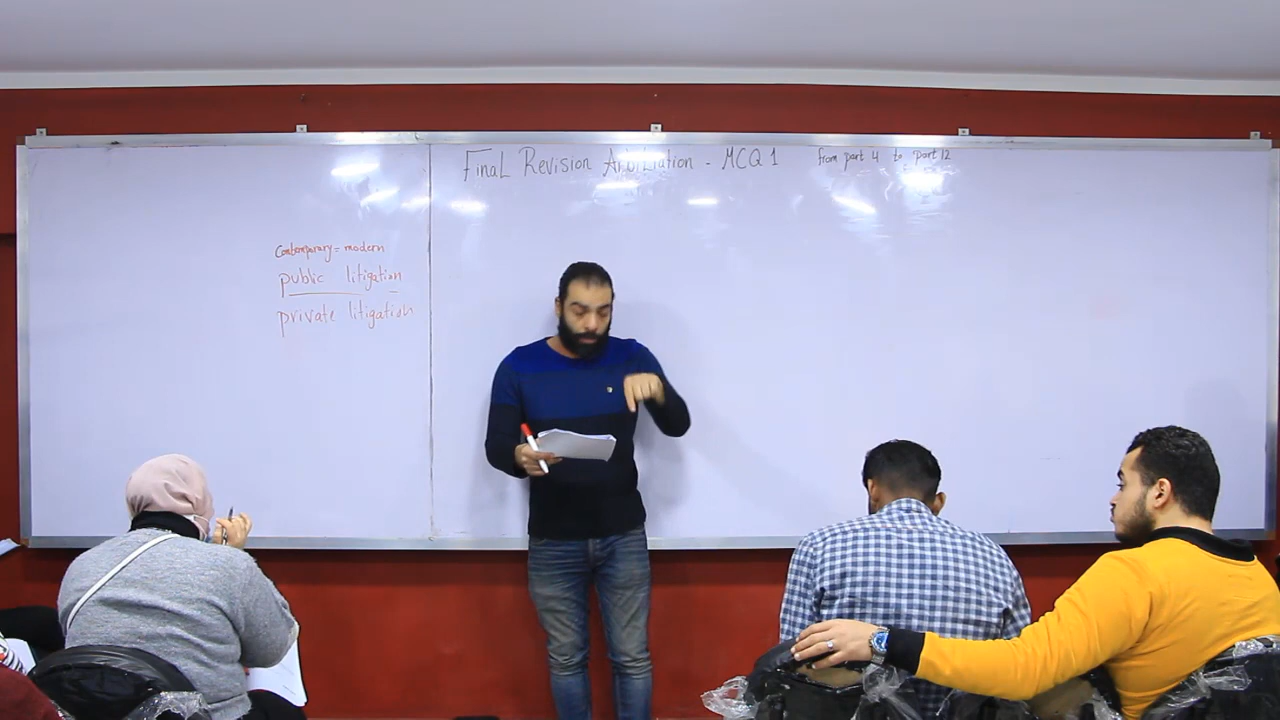 Final Revision Arbitration - MCQ 1 from part 4 to part 12
Contemporary = modern
public litigation
private litigation